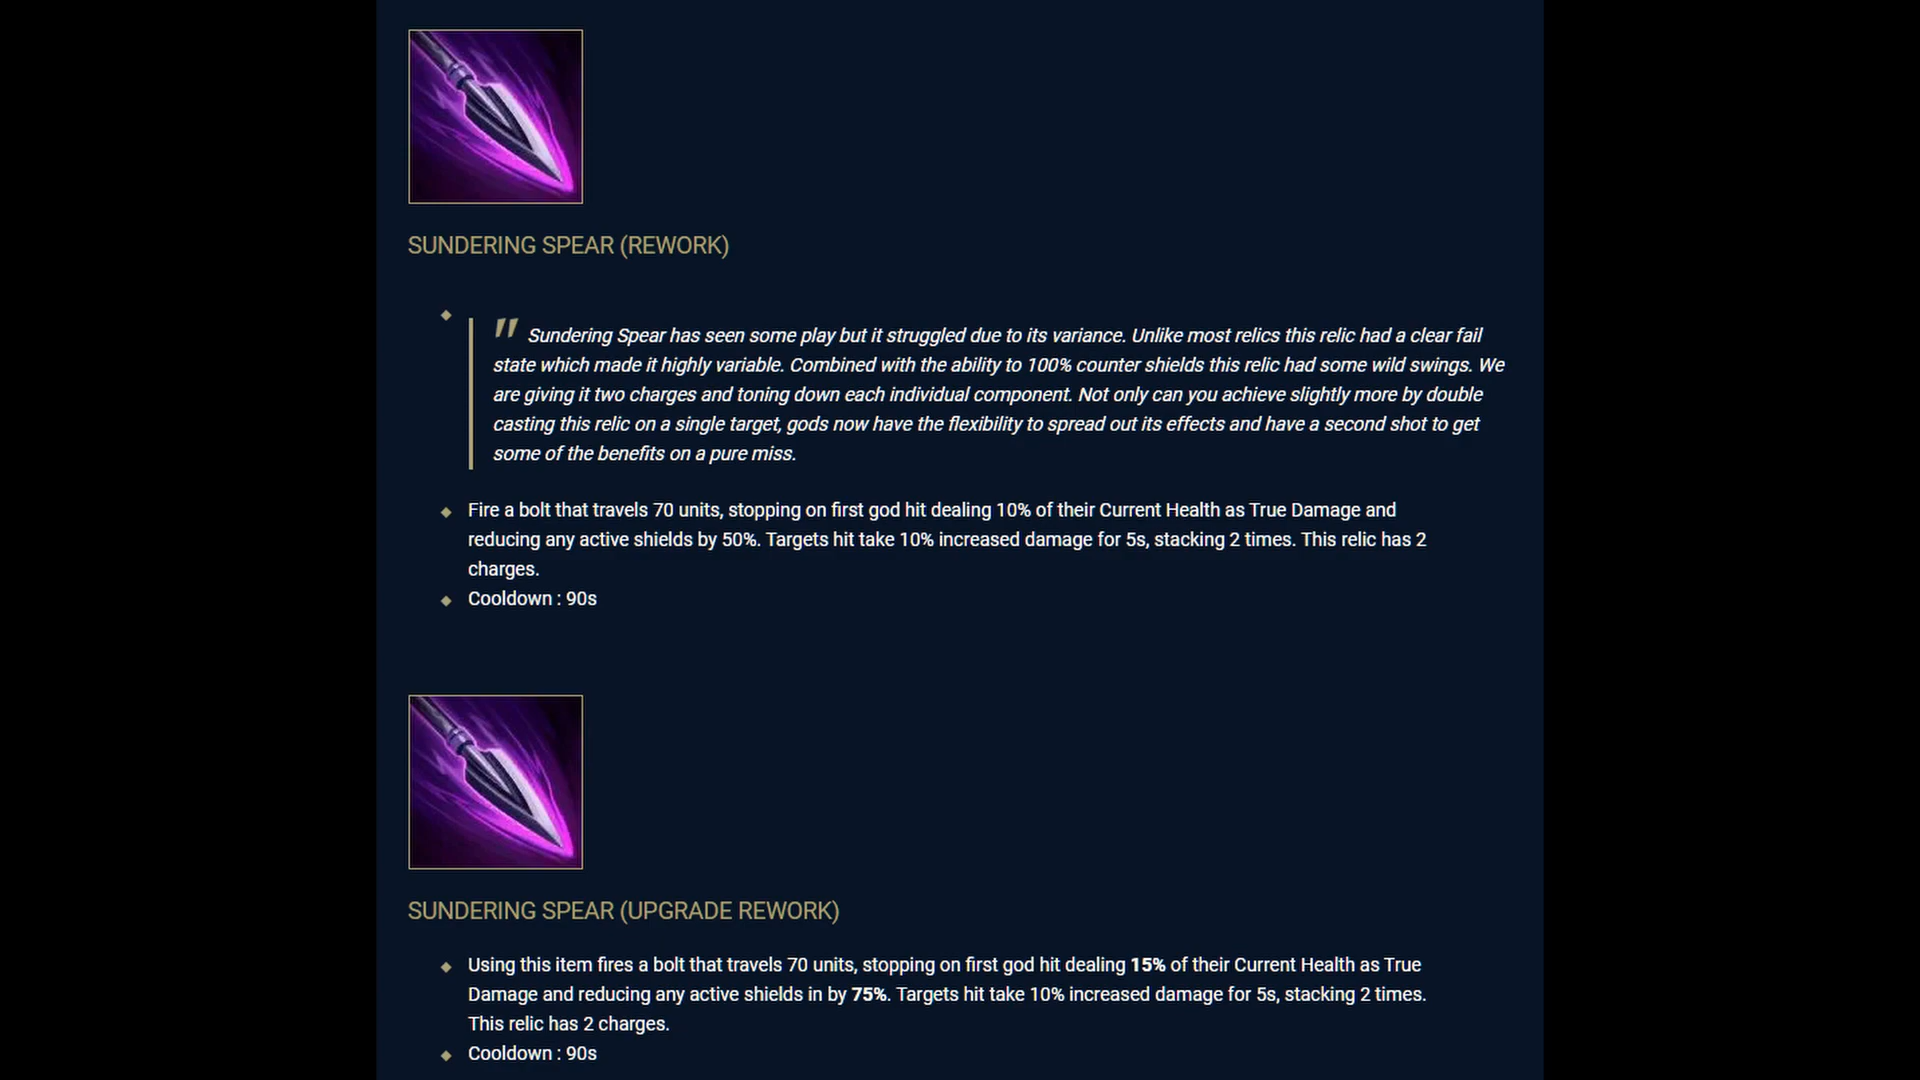 SUNDERING SPEAR (REWORK)
" Sundering Spear has seen some play but it struggled due to its variance. Unlike most relics this relic had a clear fail
state which made it highly variable. Combined with the ability to 100% counter shields this relic had some wild swings. We
are giving it two charges and toning down each individual component. Not only can you achieve slightly more by double
casting this relic on a single target, gods now have the flexibility to spread out its effects and have a second shot to get
some of the benefits on a pure miss.
Fire a bolt that travels 70 units, stopping on first god hit dealing 10% of their Current Health as True Damage and
reducing any active shields by 50%. Targets hit take 10% increased damage for 5s, stacking 2 times. This relic has 2
charges.
Cooldown : 90s
SUNDERING SPEAR (UPGRADE REWORK)
Using this item fires a bolt that travels 70 units, stopping on first god hit dealing 15% of their Current Health as True
Damage and reducing any active shields in by 75%. Targets hit take 10% increased damage for 5s, stacking 2 times.
This relic has 2 charges.
Cooldown : 90s